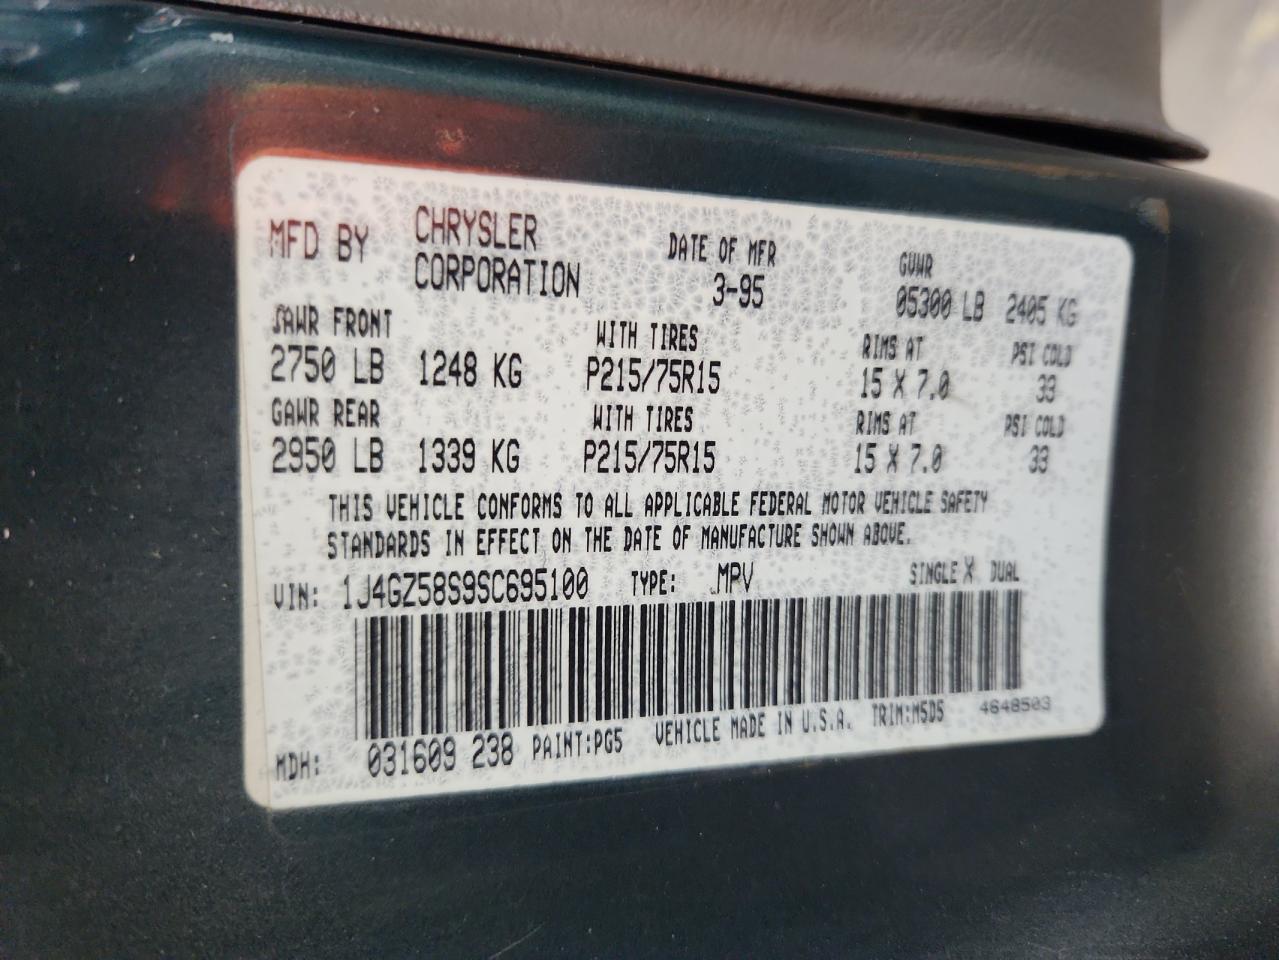 MFD BY CHRYSLER CORPORATION DATE OF MFR 3-95 GVWR 05300 LB 2405 KG
GAWR FRONT WITH TIRES RIMS AT PSI COLD
2750 LB 1248 KG P215/75R15 15 X 7.0 33
GAWR REAR WITH TIRES RIMS AT PSI COLD
2950 LB 1339 KG P215/75R15 15 X 7.0 33
THIS VEHICLE CONFORMS TO ALL APPLICABLE FEDERAL MOTOR VEHICLE SAFETY
STANDARDS IN EFFECT ON THE DATE OF MANUFACTURE SHOWN ABOVE.
VIN: 1J4GZ58S9SC695100 TYPE: MPV SINGLE X DUAL
MDH: 031609 238 PAINT:PG5 VEHICLE MADE IN U.S.A. TRIM:M5D5 4648503